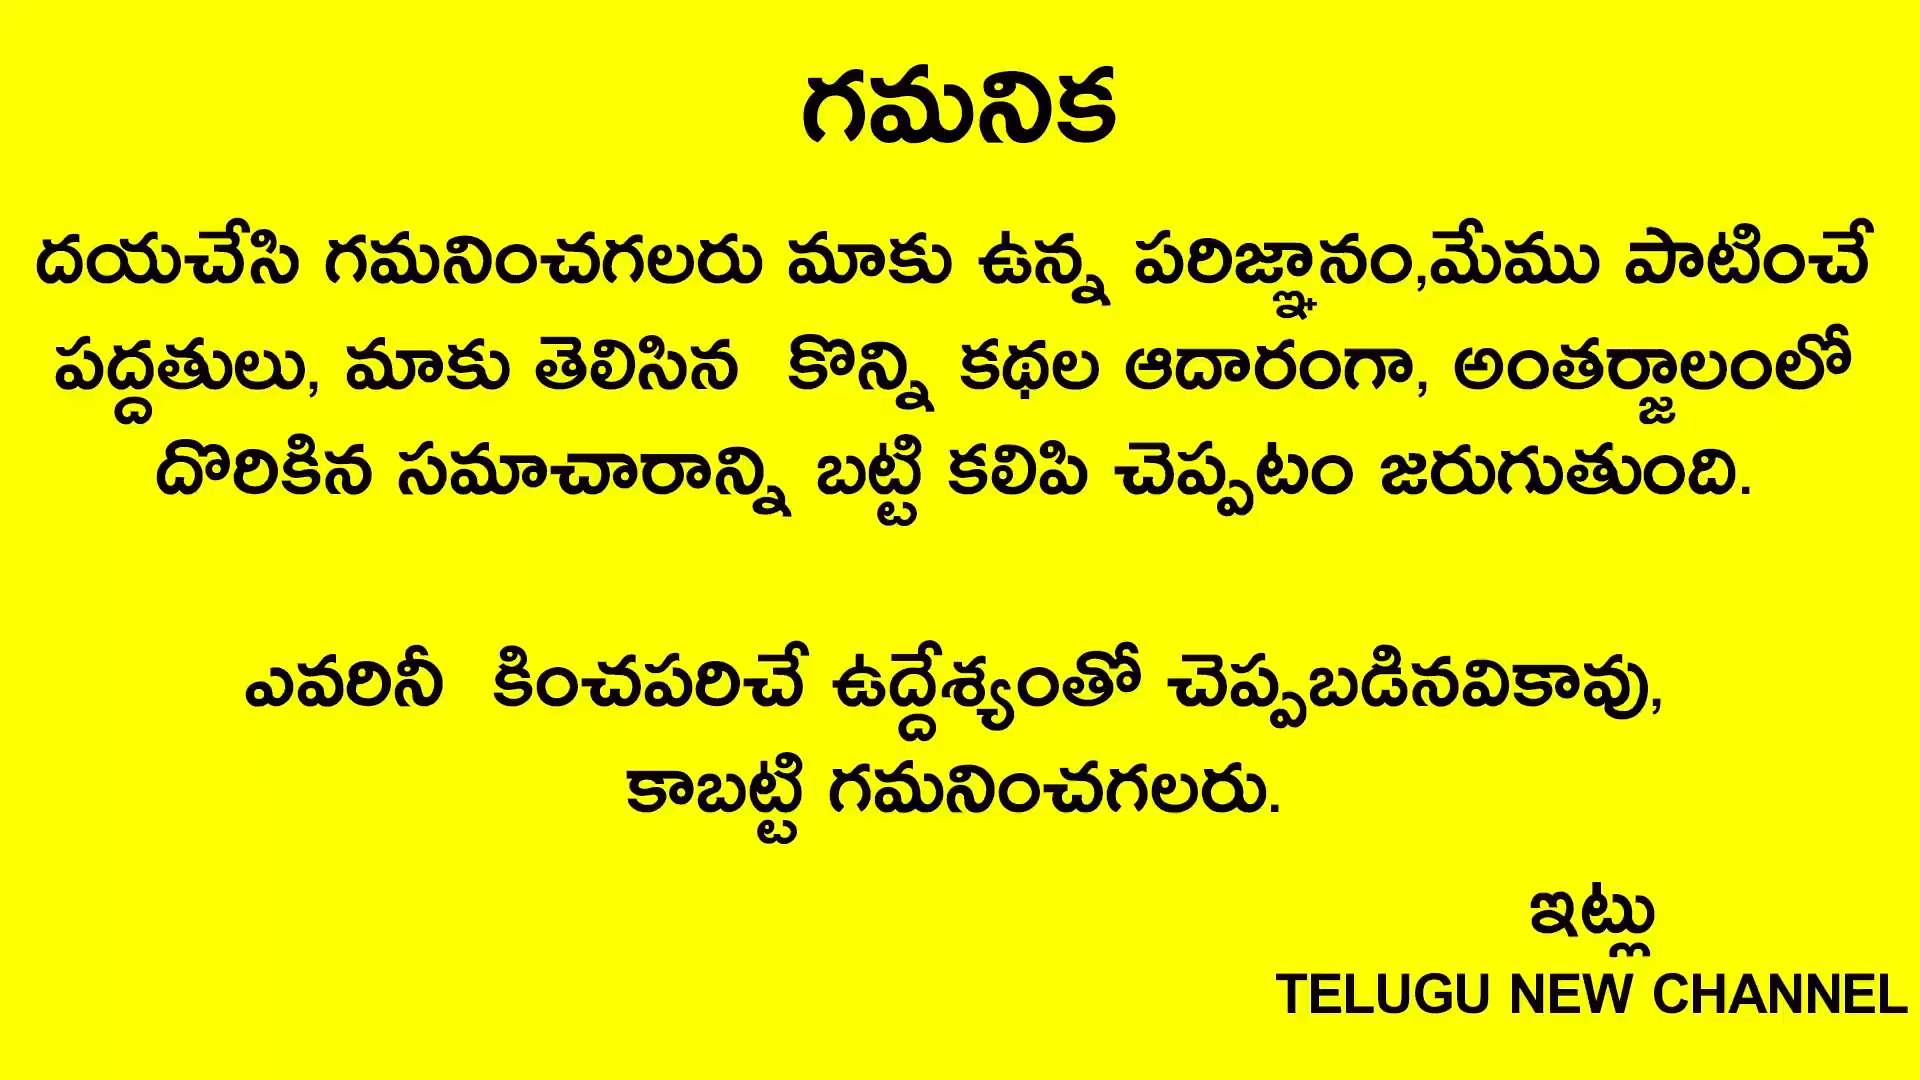 గమనిక
దయచేసి గమనించగలరు మాకు ఉన్న పరిజ్ఞానం,మేము పాటించే
పద్దతులు, మాకు తెలిసిన కొన్ని కథల ఆదారంగా, అంతర్జాలంలో
దొరికిన సమాచారాన్ని బట్టి కలిపి చెప్పటం జరుగుతుంది.
ఎవరినీ కించపరిచే ఉద్దేశ్యంతో చెప్పబడినవికావు,
కాబట్టి గమనించగలరు.
ఇట్లు
TELUGU NEW CHANNEL